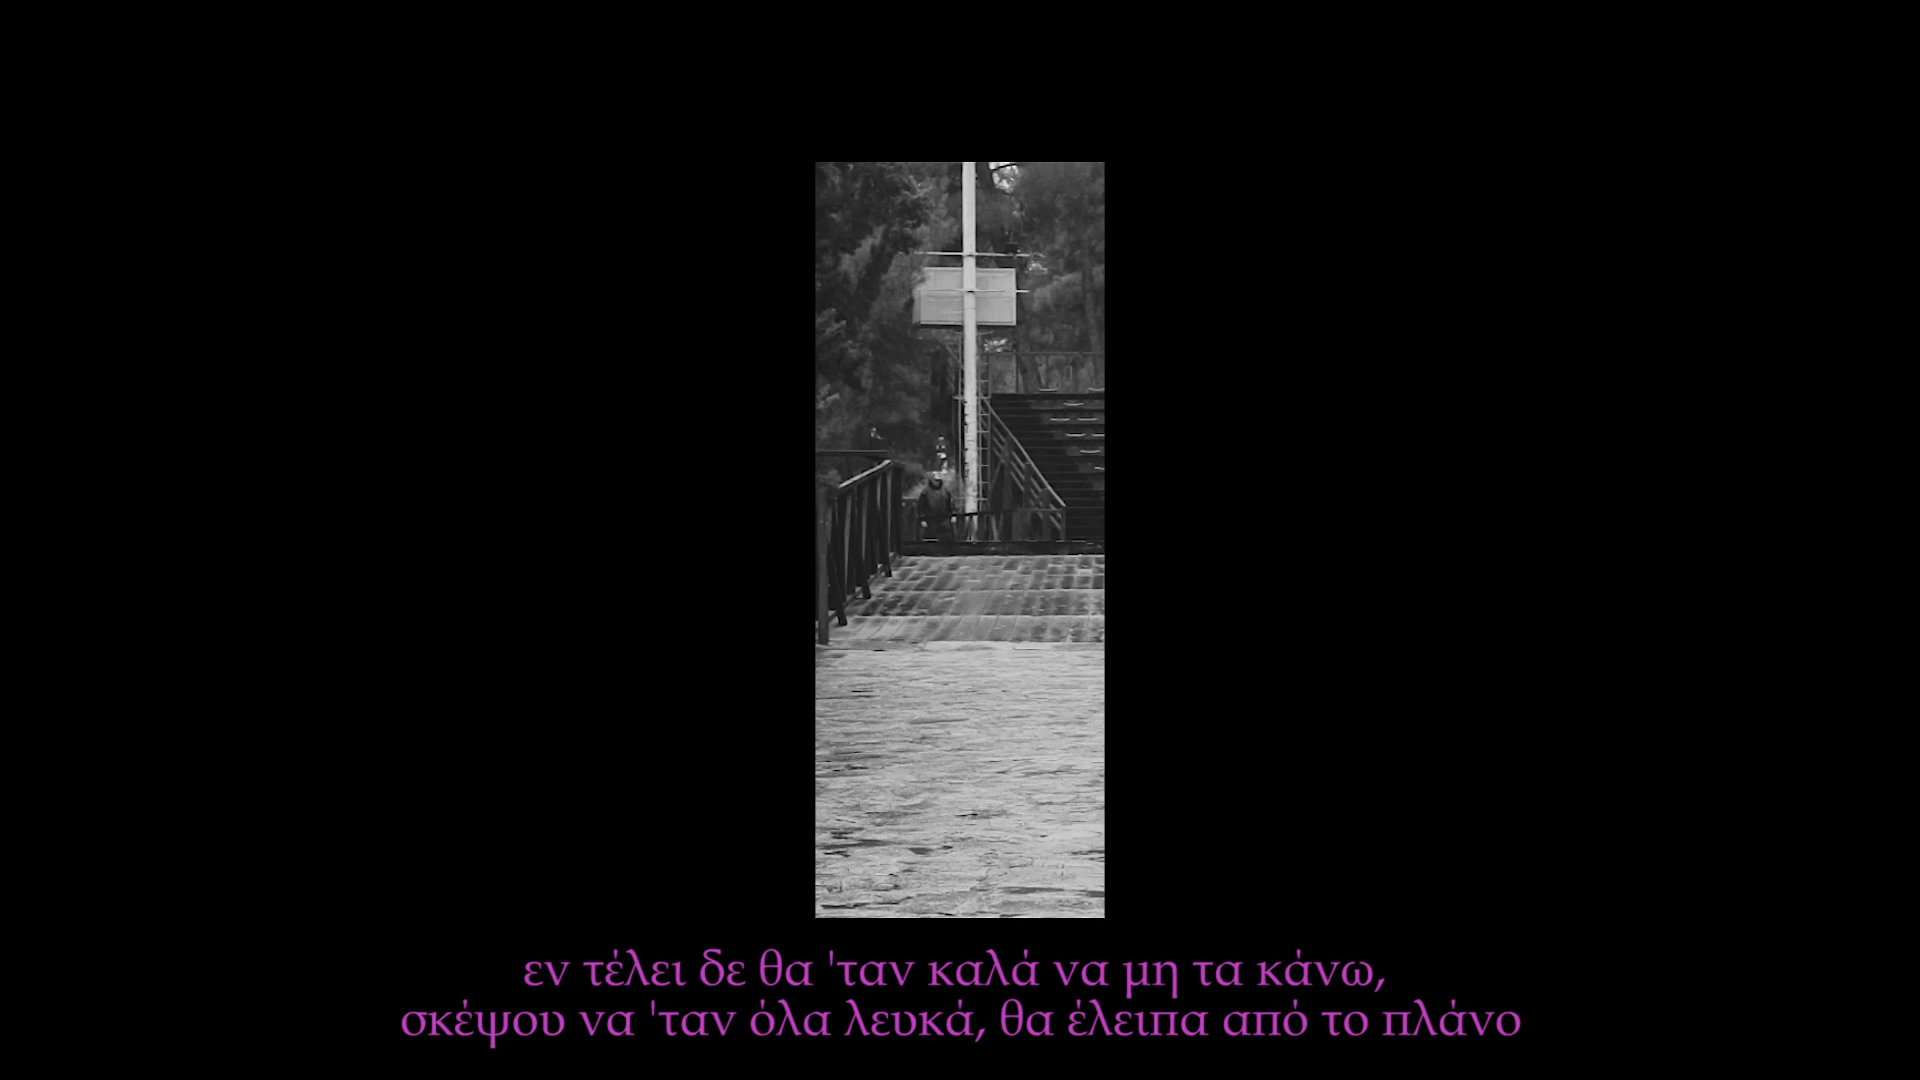 εν τέλει δε θα 'ταν καλά να μη τα κάνω,
σκέψου να 'ταν όλα λευκά, θα έλειπα από το πλάνο